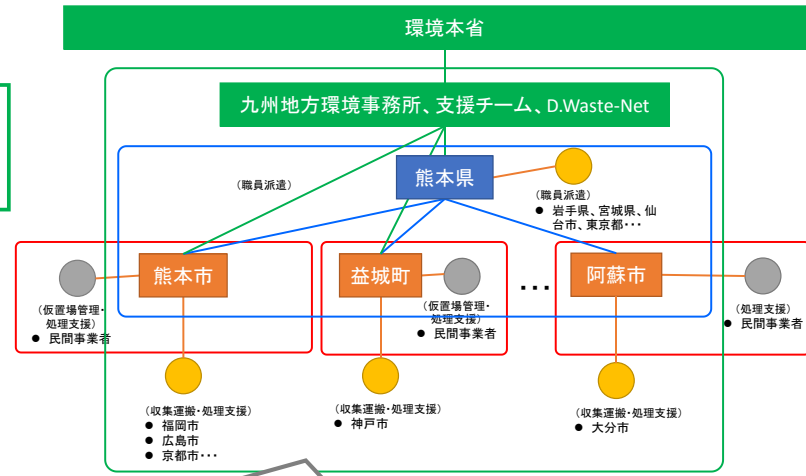 環境本省
九州地方環境事務所、支援チーム、D.Waste-Net
(職員派遣)
熊本県
(職員派遣)
● 岩手県、宮城県、仙
台市、東京都・・・
熊本市
(仮置場管理・
処理支援)
● 民間事業者
益城町
(仮置場管理・
処理支援)
● 民間事業者
・・・
阿蘇市
(処理支援)
● 民間事業者
(収集運搬・処理支援)
● 福岡市
● 広島市
● 京都市・・・
(収集運搬・処理支援)
● 神戸市
(収集運搬・処理支援)
● 大分市